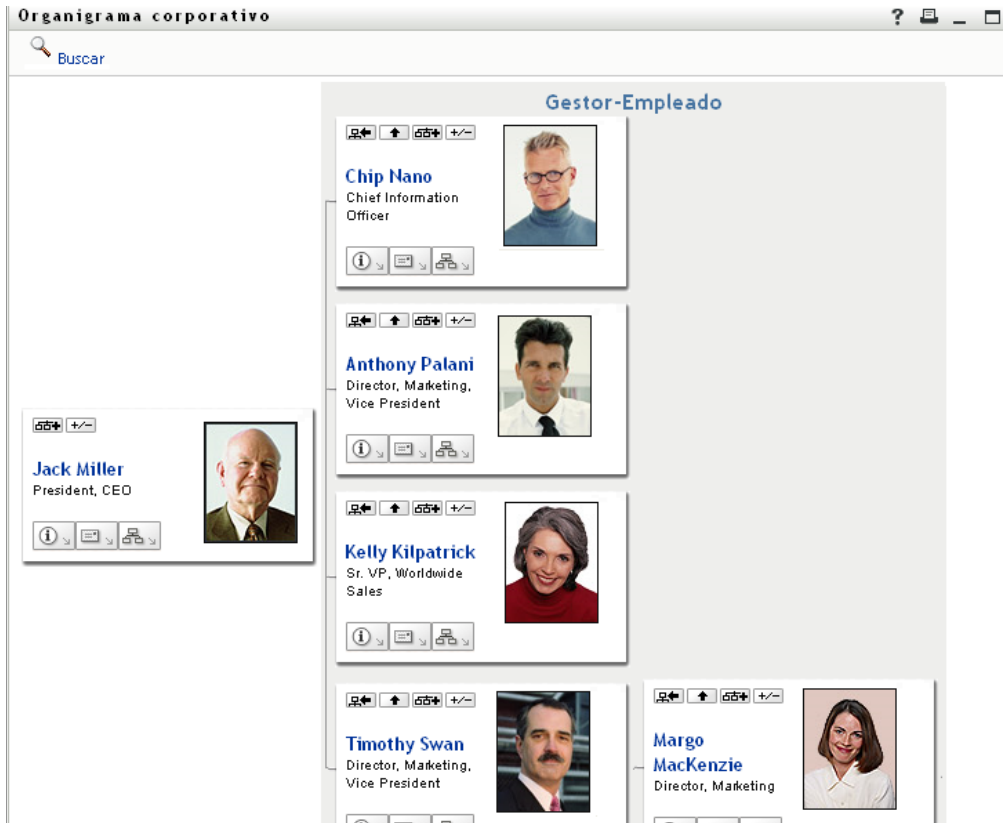 Organigrama corporativo
?
Buscar
Gestor-Empleado
+/−
Chip Nano
Chief Information
Officer
+/−
Anthony Palani
Director, Marketing,
Vice President
+/−
Jack Miller
President, CEO
+/−
Kelly Kilpatrick
Sr. VP, Worldwide
Sales
+/−
Timothy Swan
Director, Marketing,
Vice President
+/−
Margo
MacKenzie
Director, Marketing